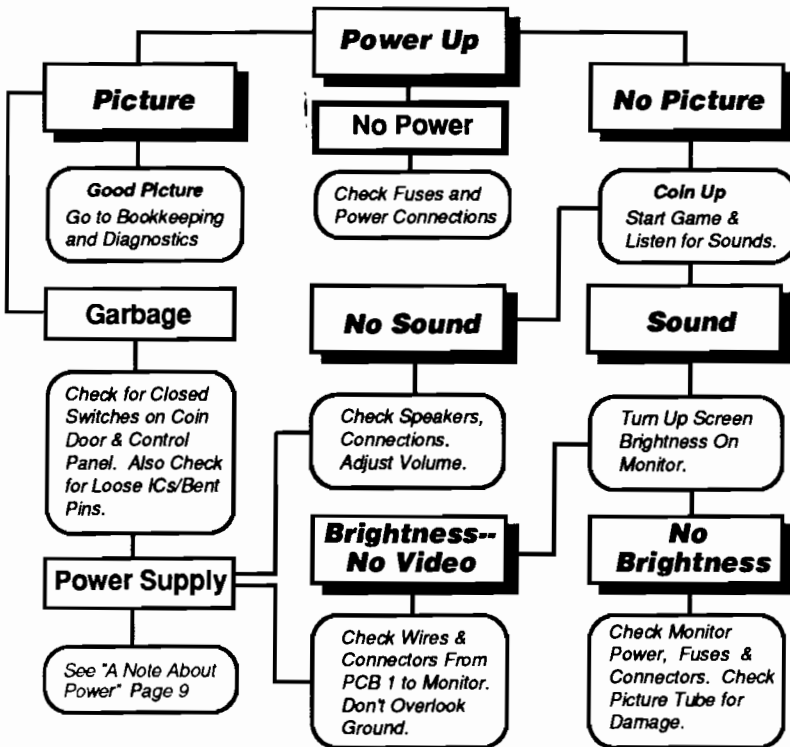 Power Up
Picture
No Power
No Picture
Good Picture
Go to Bookkeeping
and Diagnostics
Check Fuses and
Power Connections
Coin Up
Start Game &
Listen for Sounds.
Garbage
No Sound
Sound
Check for Closed
Switches on Coin
Door & Control
Panel. Also Check
for Loose ICs/Bent
Pins.
Check Speakers,
Connections.
Adjust Volume.
Turn Up Screen
Brightness On
Monitor.
Power Supply
Brightness--
No Video
No
Brightness
See "A Note About
Power" Page 9
Check Wires &
Connectors From
PCB 1 to Monitor.
Don't Overlook
Ground.
Check Monitor
Power, Fuses &
Connectors. Check
Picture Tube for
Damage.